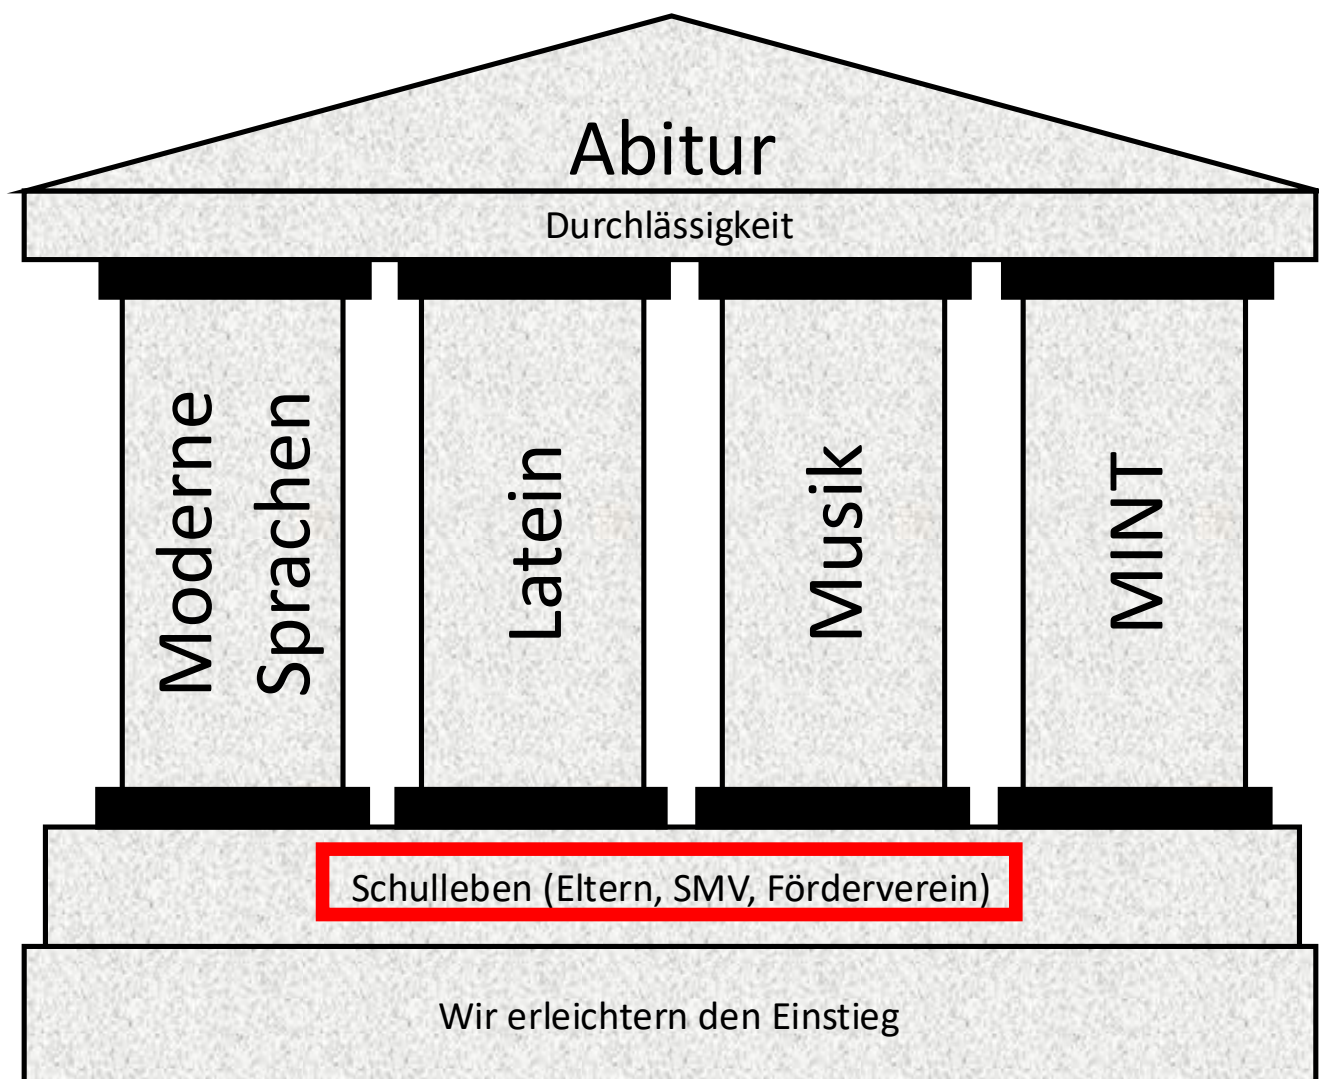 Abitur
Durchlässigkeit
Moderne
Sprachen
Latein
Musik
MINT
Schulleben (Eltern, SMV, Förderverein)
Wir erleichtern den Einstieg